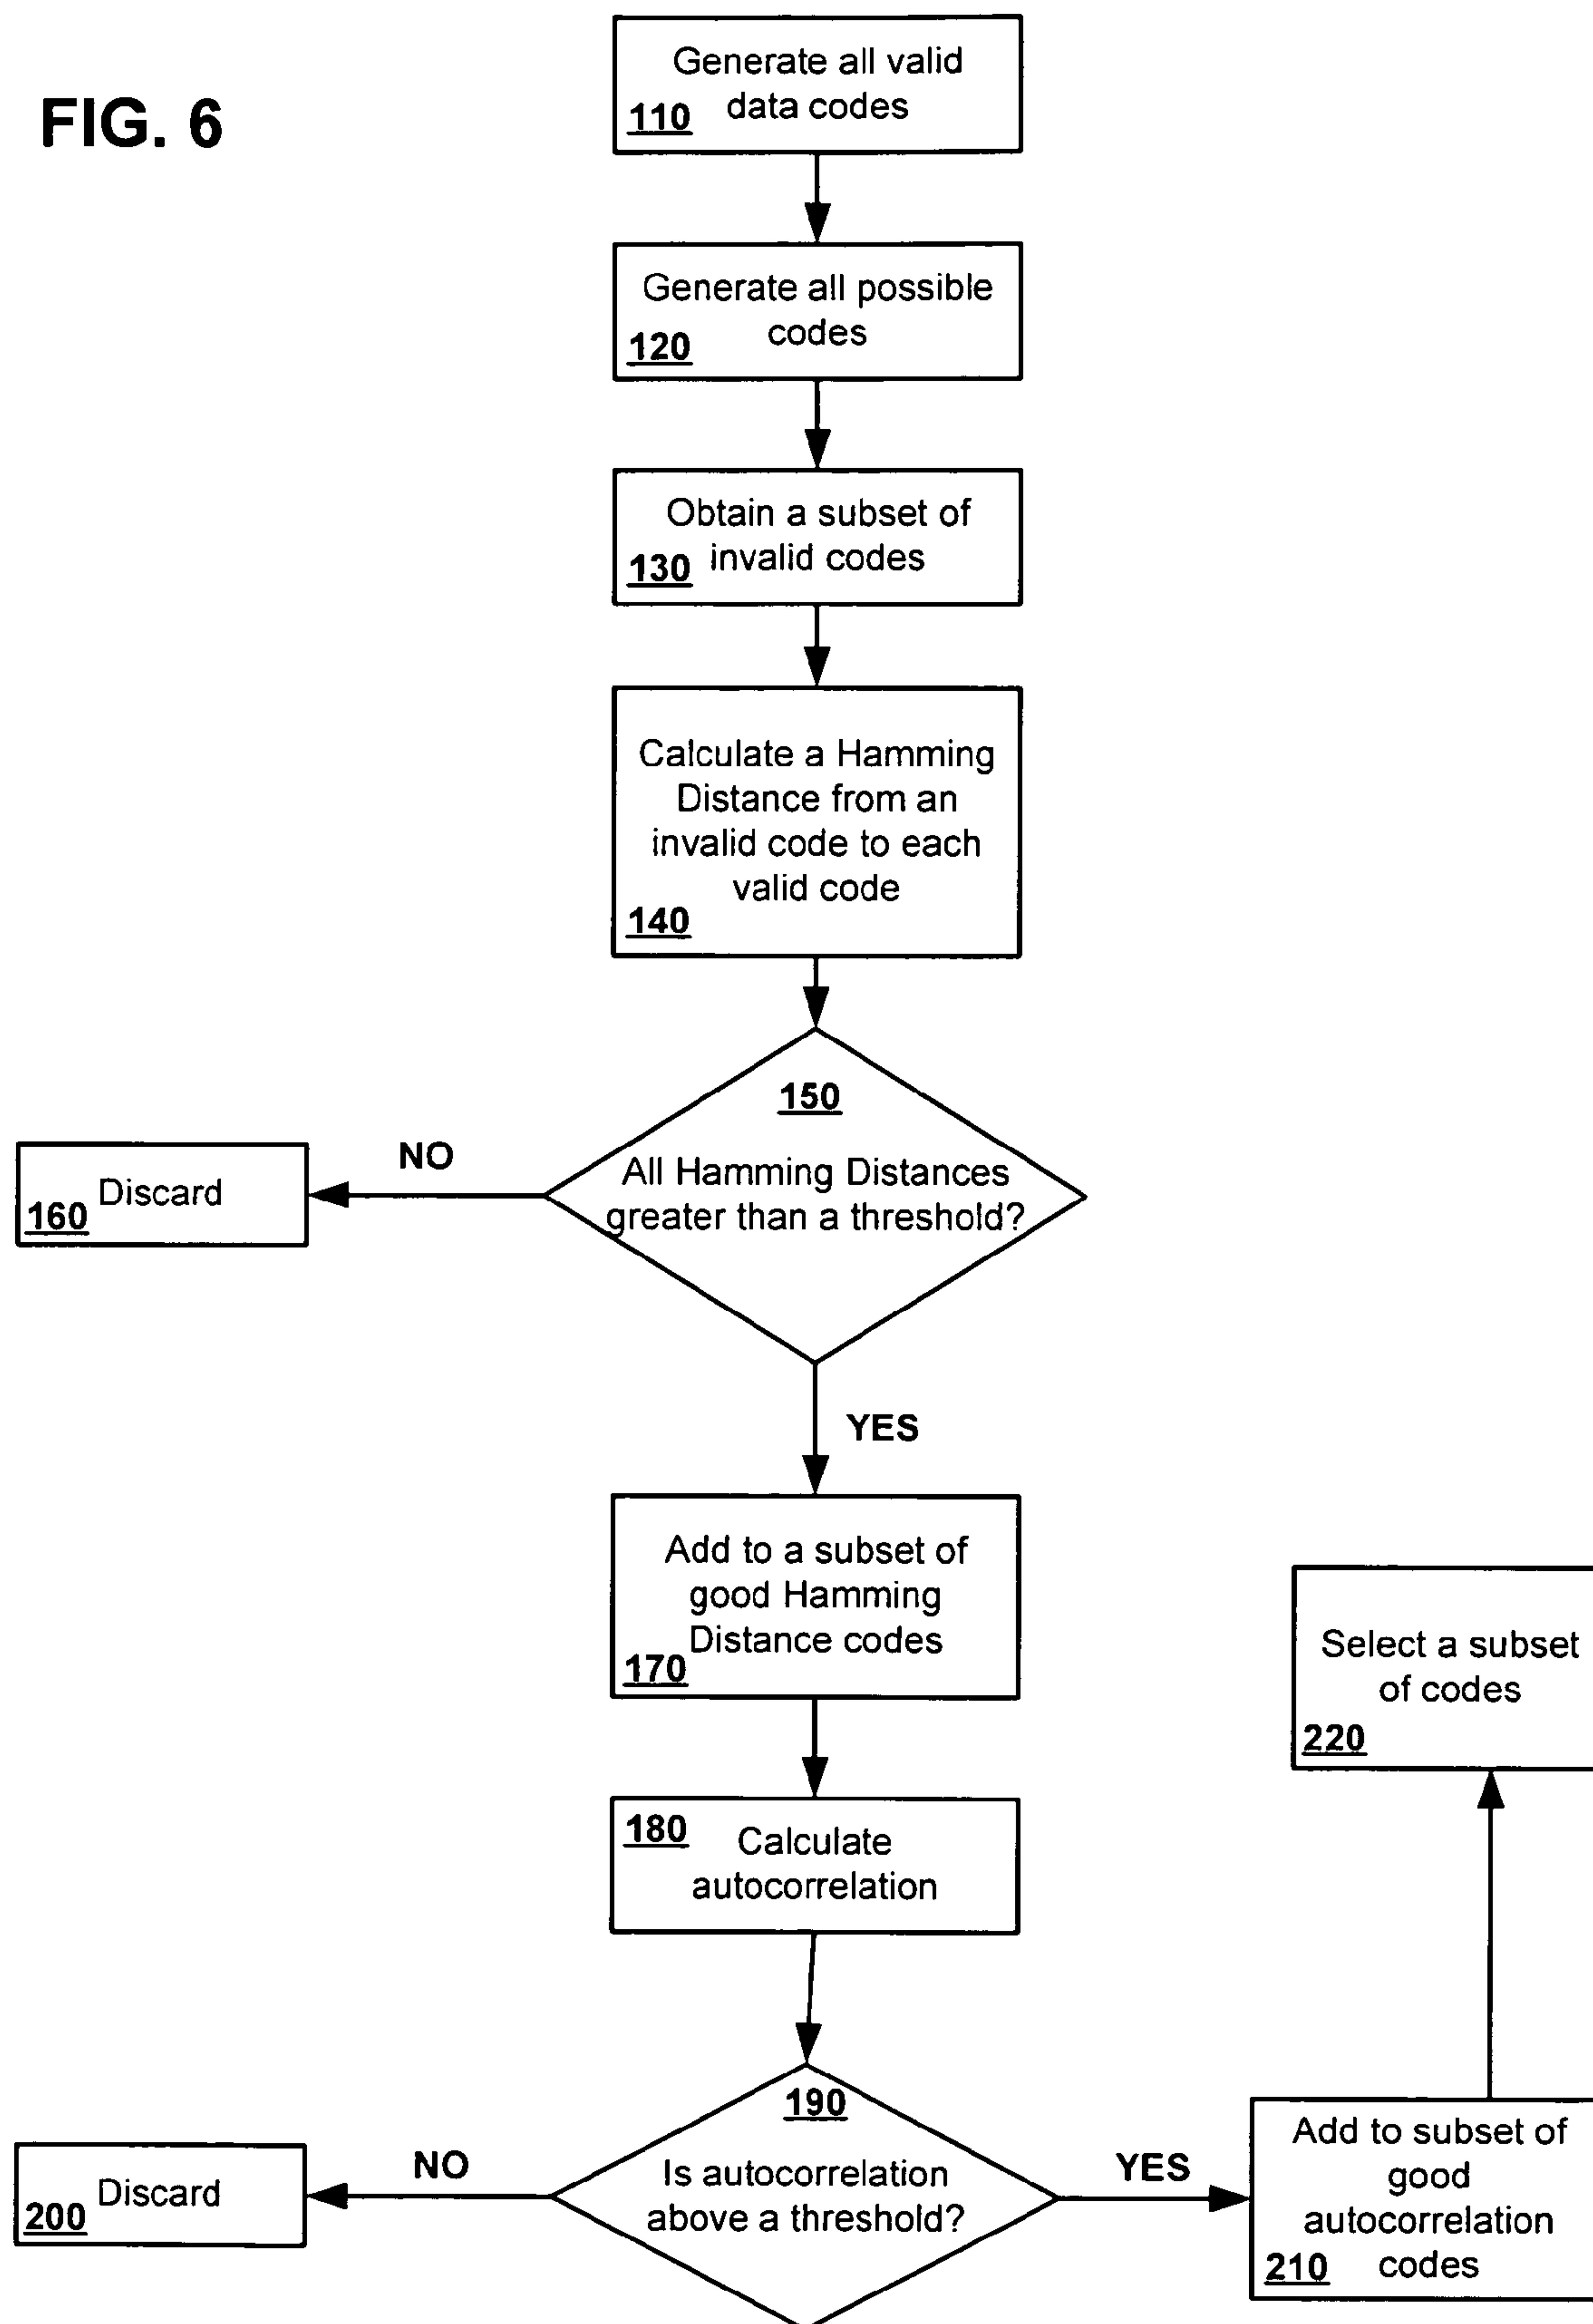 FIG. 6
Generate all valid
data codes
110
Generate all possible
codes
120
Obtain a subset of
invalid codes
130
Calculate a Hamming
Distance from an
invalid code to each
valid code
140
150
All Hamming Distances
greater than a threshold?
NO
Discard
160
YES
Add to a subset of
good Hamming
Distance codes
170
180
Calculate
autocorrelation
190
Is autocorrelation
above a threshold?
NO
Discard
200
YES
Add to subset of
good
autocorrelation
codes
210
Select a subset
of codes
220